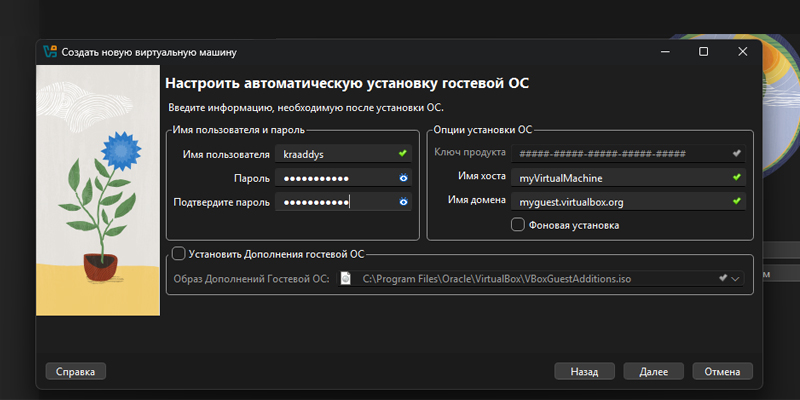 Создать новую виртуальную машину
Настроить автоматическую установку гостевой ОС
Введите информацию, необходимую после установки ОС.
Имя пользователя и пароль
Имя пользователя kraaddys
Пароль ●●●●●●●●●●●
Подтвердите пароль ●●●●●●●●●●●
Опции установки ОС
Ключ продукта #####-#####-#####-#####-#####
Имя хоста myVirtualMachine
Имя домена myguest.virtualbox.org
Фоновая установка
Установить Дополнения гостевой ОС
Образ Дополнений Гостевой ОС: C:\Program Files\Oracle\VirtualBox\VBoxGuestAdditions.iso
Справка
Назад
Далее
Отмена